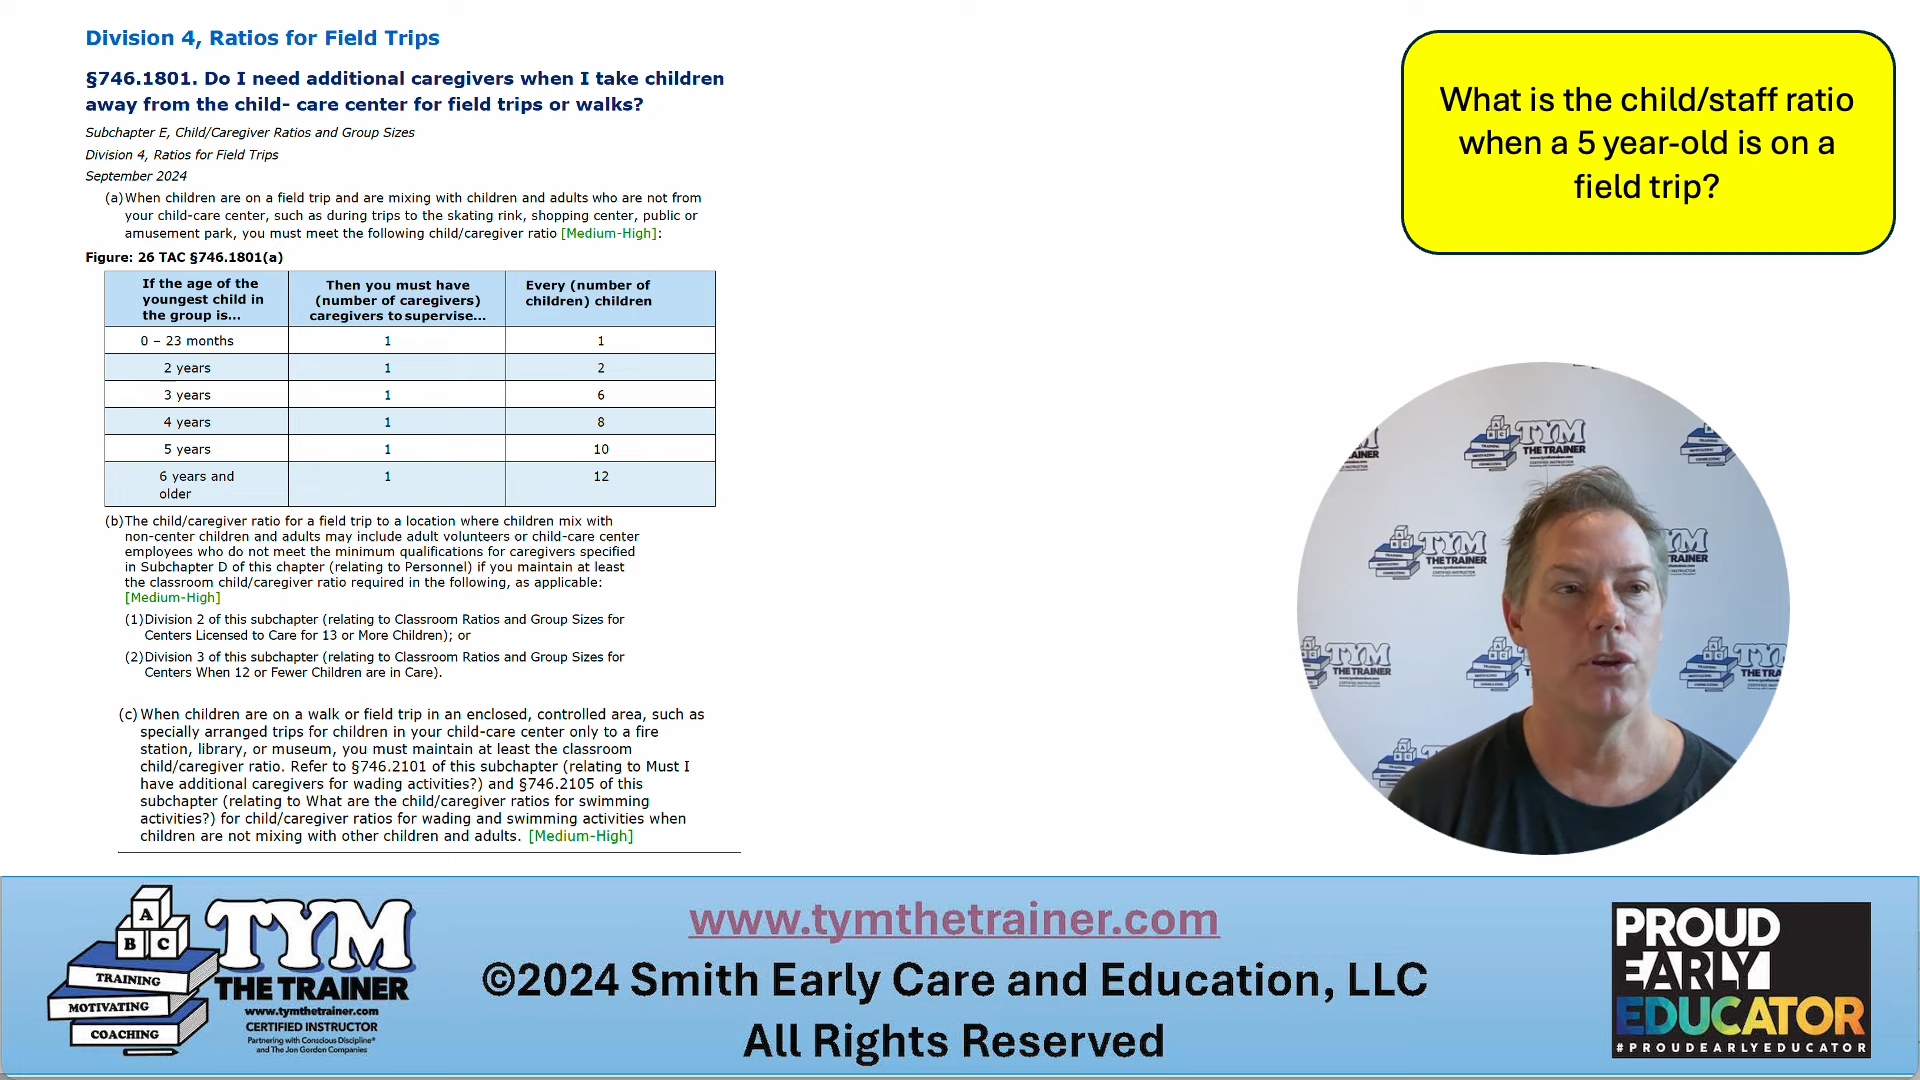 Division 4, Ratios for Field Trips
§746.1801. Do I need additional caregivers when I take children
away from the child- care center for field trips or walks?
Subchapter E, Child/Caregiver Ratios and Group Sizes
Division 4, Ratios for Field Trips
September 2024
(a) When children are on a field trip and are mixing with children and adults who are not from
your child-care center, such as during trips to the skating rink, shopping center, public or
amusement park, you must meet the following child/caregiver ratio [Medium-High]:
Figure: 26 TAC §746.1801(a)
If the age of the
youngest child in
the group is...
Then you must have
(number of caregivers)
caregivers to supervise...
Every (number of
children) children
0 – 23 months 1 1
2 years 1 2
3 years 1 6
4 years 1 8
5 years 1 10
6 years and 1 12
older
(b) The child/caregiver ratio for a field trip to a location where children mix with
non-center children and adults may include adult volunteers or child-care center
employees who do not meet the minimum qualifications for caregivers specified
in Subchapter D of this chapter (relating to Personnel) if you maintain at least
the classroom child/caregiver ratio required in the following, as applicable:
[Medium-High]
(1) Division 2 of this subchapter (relating to Classroom Ratios and Group Sizes for
Centers Licensed to Care for 13 or More Children); or
(2) Division 3 of this subchapter (relating to Classroom Ratios and Group Sizes for
Centers When 12 or Fewer Children are in Care).
(c) When children are on a walk or field trip in an enclosed, controlled area, such as
specially arranged trips for children in your child-care center only to a fire
station, library, or museum, you must maintain at least the classroom
child/caregiver ratio. Refer to §746.2101 of this subchapter (relating to Must I
have additional caregivers for wading activities?) and §746.2105 of this
subchapter (relating to What are the child/caregiver ratios for swimming
activities?) for child/caregiver ratios for wading and swimming activities when
children are not mixing with other children and adults. [Medium-High]
What is the child/staff ratio
when a 5 year-old is on a
field trip?
TYM
THE TRAINER
TYM
THE TRAINER
TYM
THE TRAINER
TYM
A
B C
TRAINING
MOTIVATING
COACHING
TYM
THE TRAINER
www.tymthetrainer.com
CERTIFIED INSTRUCTOR
Partnering with Conscious Discipline®
and The Jon Gordon Companies
www.tymthetrainer.com
©2024 Smith Early Care and Education, LLC
All Rights Reserved
PROUD
EARLY
EDUCATOR
#PROUDEARLYEDUCATOR